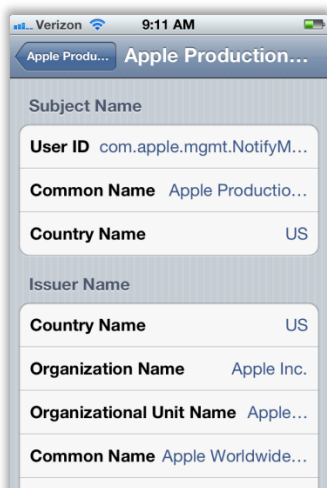 Verizon 9:11 AM
Apple Produ... Apple Production...
Subject Name
User ID com.apple.mgmt.NotifyM...
Common Name Apple Productio...
Country Name US
Issuer Name
Country Name US
Organization Name Apple Inc.
Organizational Unit Name Apple...
Common Name Apple Worldwide...